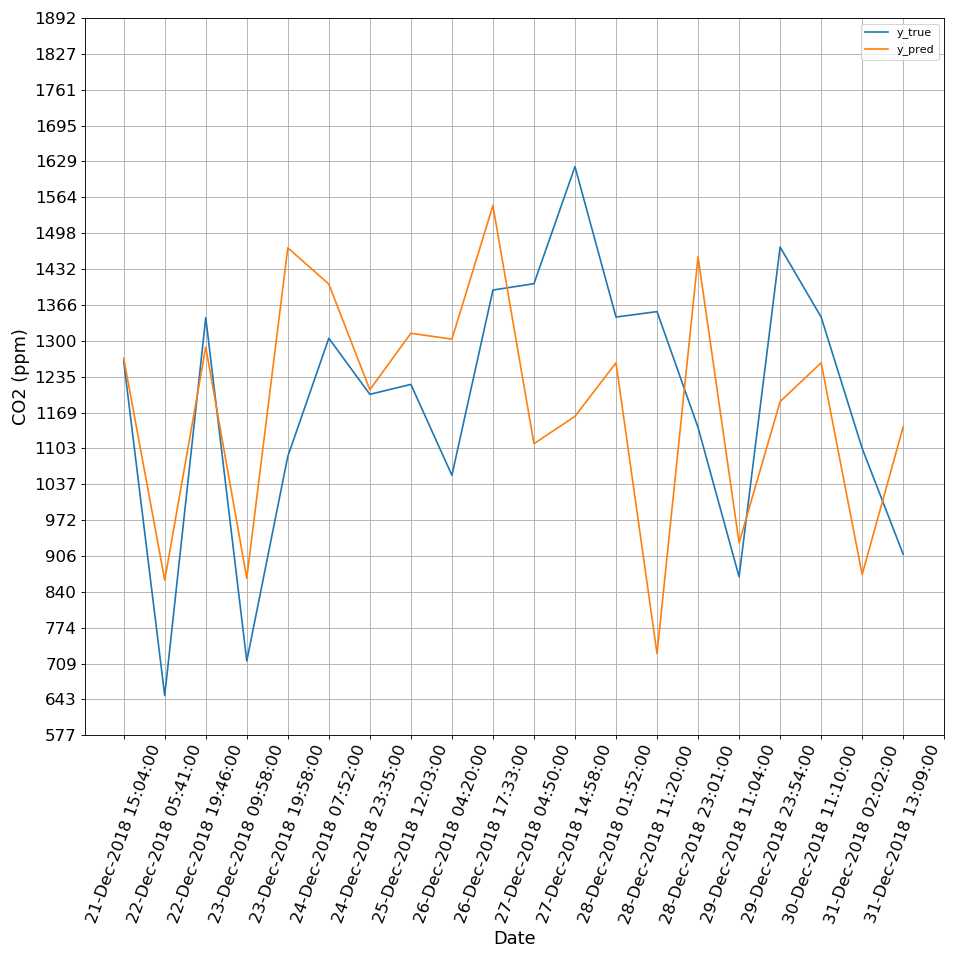 1892
1827
1761
1695
1629
1564
1498
1432
1366
1300
1235
1169
1103
1037
972
906
840
774
709
643
577
CO2 (ppm)
y_true
y_pred
21-Dec-2018 15:04:00
22-Dec-2018 05:41:00
22-Dec-2018 19:46:00
23-Dec-2018 09:58:00
23-Dec-2018 19:58:00
24-Dec-2018 07:52:00
24-Dec-2018 23:35:00
25-Dec-2018 12:03:00
26-Dec-2018 04:20:00
26-Dec-2018 17:33:00
27-Dec-2018 04:50:00
27-Dec-2018 14:58:00
28-Dec-2018 01:52:00
28-Dec-2018 11:20:00
28-Dec-2018 23:01:00
29-Dec-2018 11:04:00
29-Dec-2018 23:54:00
30-Dec-2018 11:10:00
31-Dec-2018 02:02:00
31-Dec-2018 13:09:00
Date